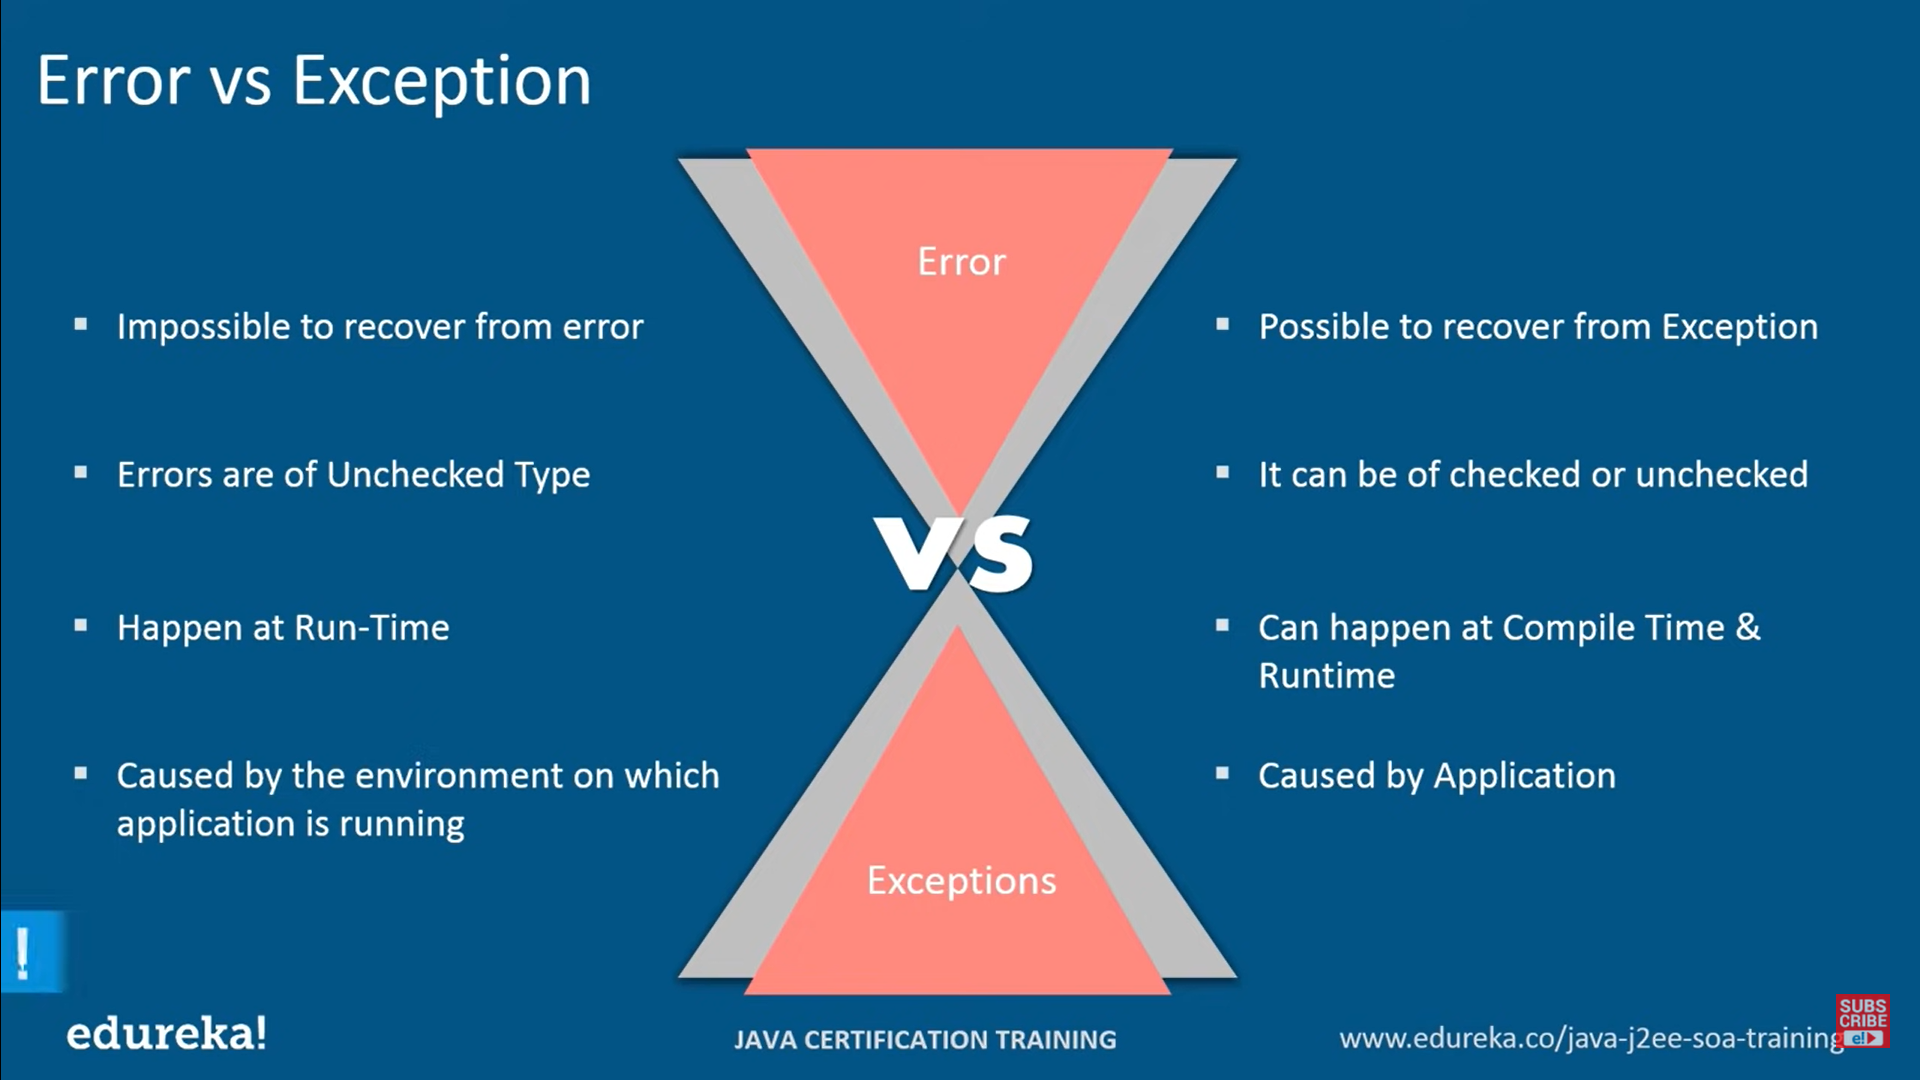 Error vs Exception
Error
▪ Impossible to recover from error
▪ Errors are of Unchecked Type
▪ Happen at Run-Time
▪ Caused by the environment on which
application is running
vs
▪ Possible to recover from Exception
▪ It can be of checked or unchecked
▪ Can happen at Compile Time &
Runtime
▪ Caused by Application
Exceptions
!
edureka!
JAVA CERTIFICATION TRAINING
www.edureka.co/java-j2ee-soa-training
SUBS
CRIBE
e!